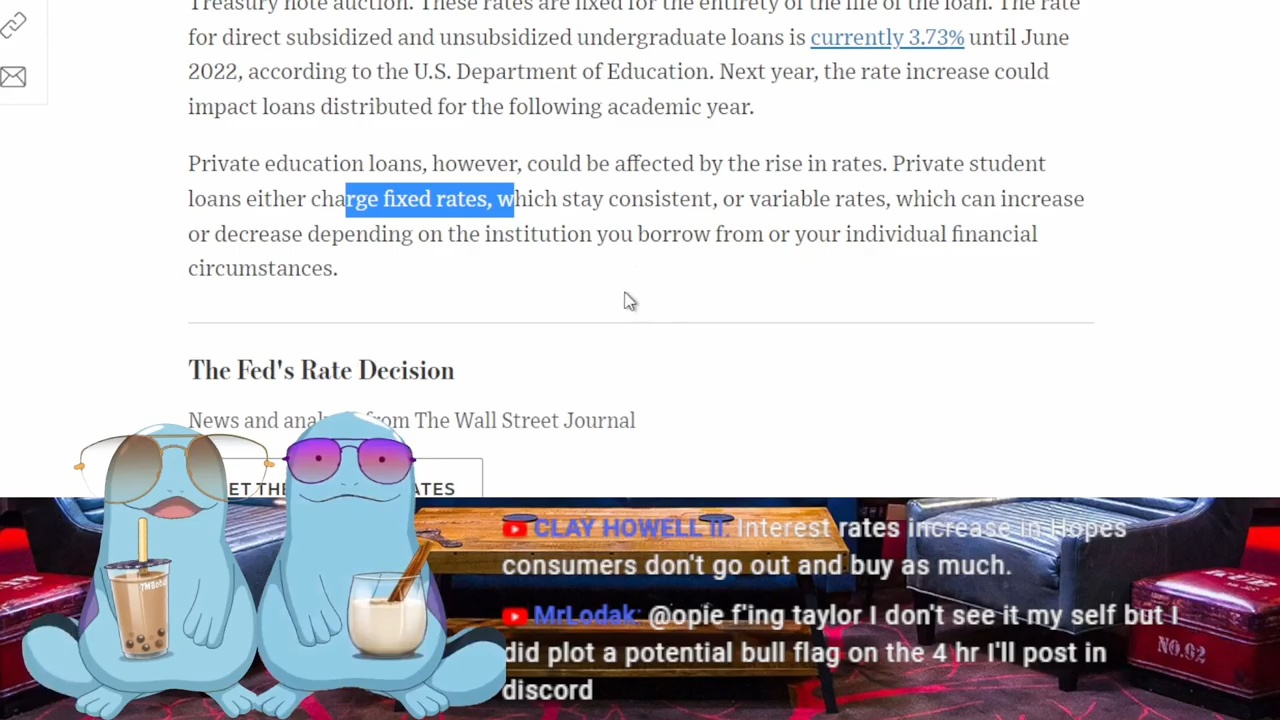 Treasury note auction. These rates are fixed for the entirety of the life of the loan. The rate
for direct subsidized and unsubsidized undergraduate loans is currently 3.73% until June
2022, according to the U.S. Department of Education. Next year, the rate increase could
impact loans distributed for the following academic year.
Private education loans, however, could be affected by the rise in rates. Private student
loans either charge fixed rates, which stay consistent, or variable rates, which can increase
or decrease depending on the institution you borrow from or your individual financial
circumstances.
The Fed's Rate Decision
News and from The Wall Street Journal
CLAY HOWELL II: Interest rates increase in Hopes
consumers don't go out and buy as much.
MrLodak: @opie f'ing taylor I don't see it my self but I
did plot a potential bull flag on the 4 hr I'll post in
discord
NO.62